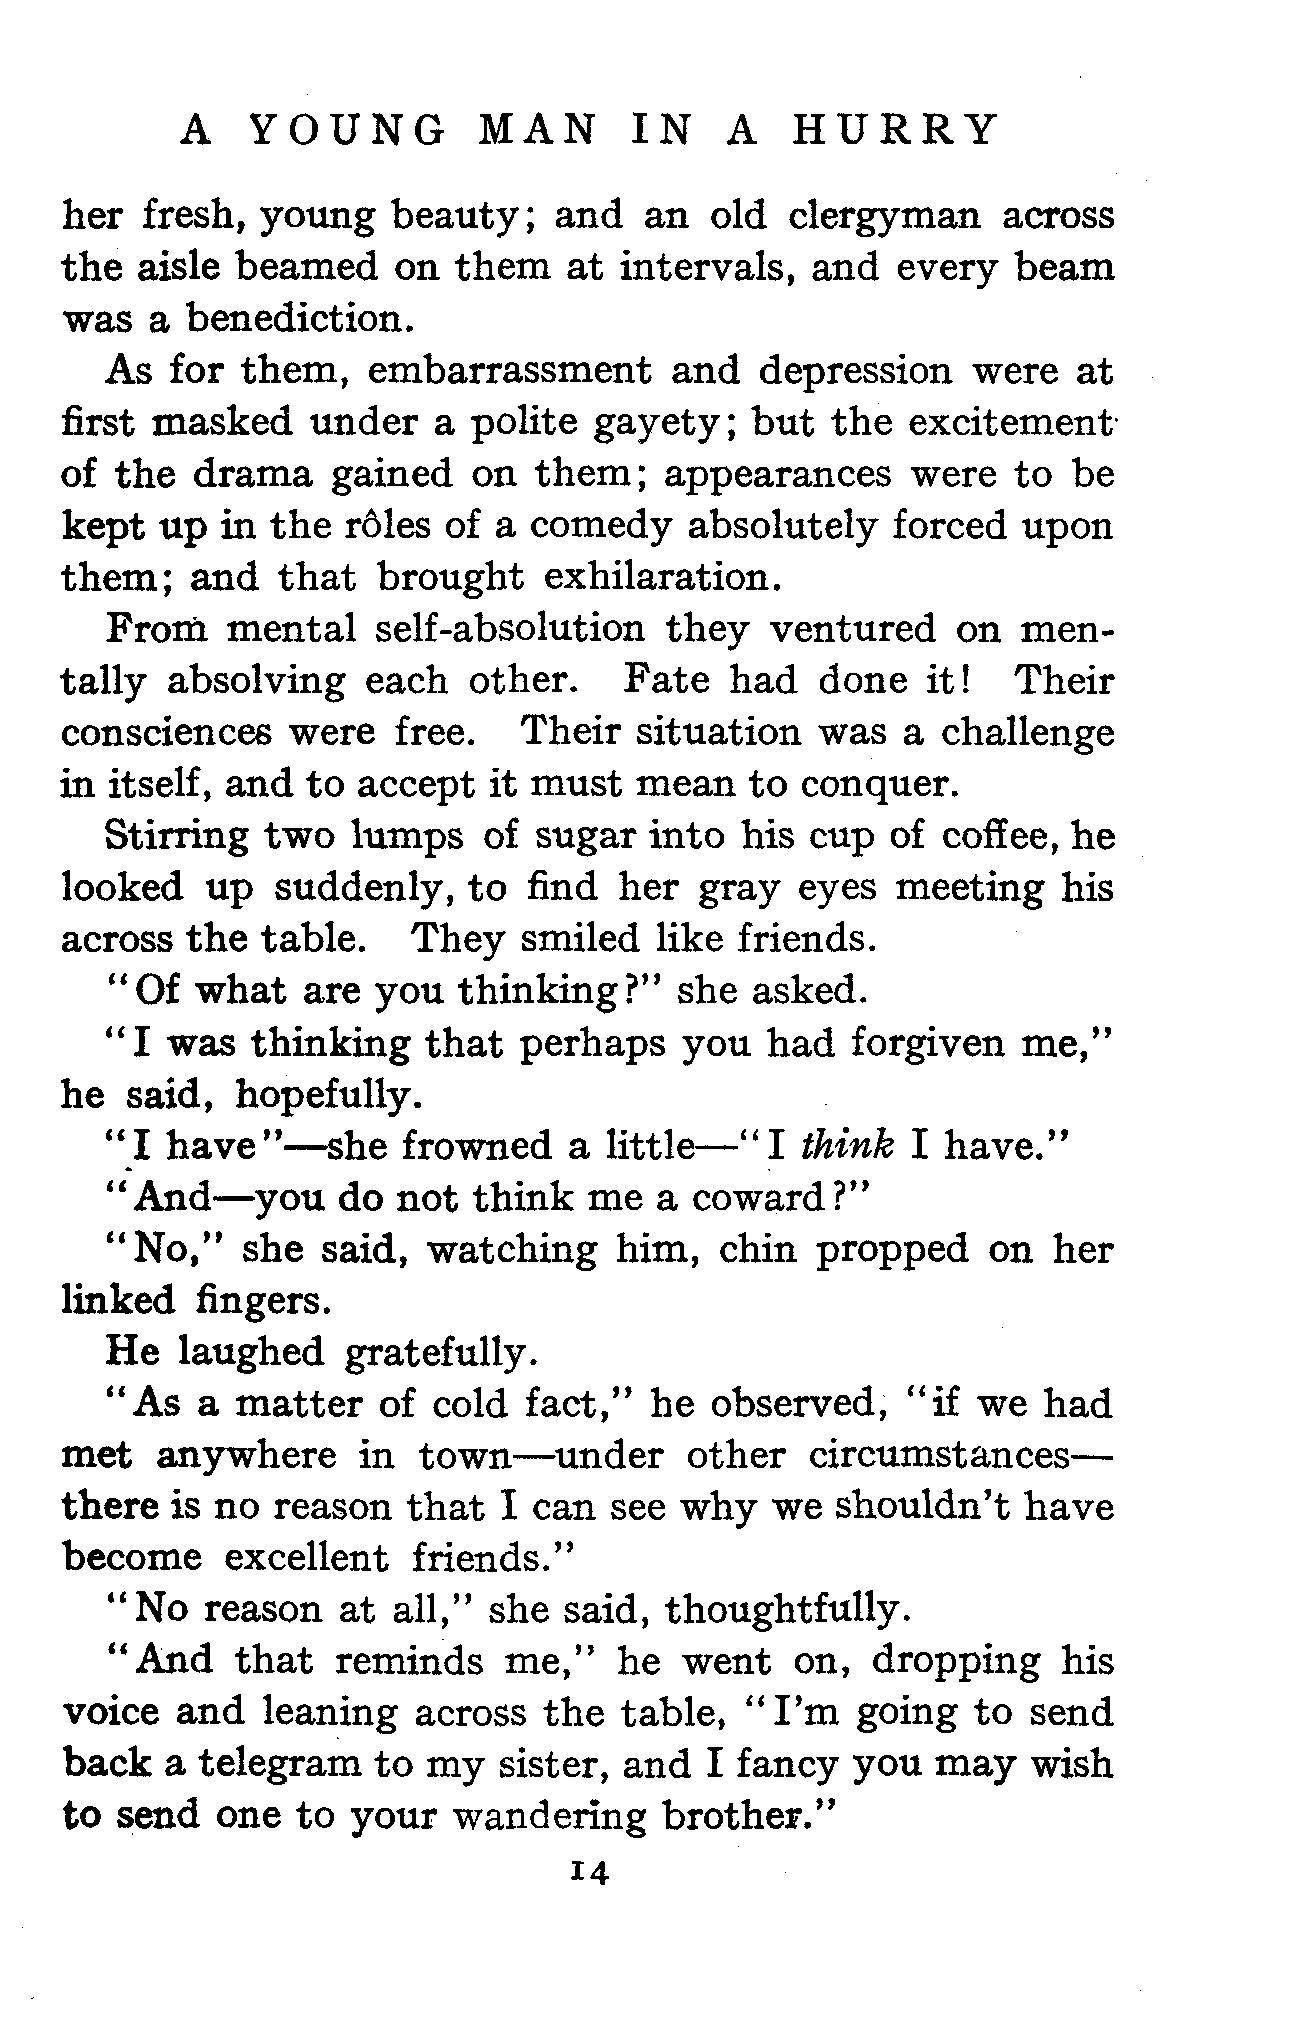 A YOUNG MAN IN A HURRY
her fresh, young beauty; and an old clergyman across
the aisle beamed on them at intervals, and every beam
was a benediction.
As for them, embarrassment and depression were at
first masked under a polite gayety; but the excitement
of the drama gained on them; appearances were to be
kept up in the rôles of a comedy absolutely forced upon
them; and that brought exhilaration.
From mental self-absolution they ventured on men-
tally absolving each other. Fate had done it! Their
consciences were free. Their situation was a challenge
in itself, and to accept it must mean to conquer.
Stirring two lumps of sugar into his cup of coffee, he
looked up suddenly, to find her gray eyes meeting his
across the table. They smiled like friends.
"Of what are you thinking?" she asked.
"I was thinking that perhaps you had forgiven me,"
he said, hopefully.
"I have"—she frowned a little—"I think I have."
"And—you do not think me a coward?"
"No," she said, watching him, chin propped on her
linked fingers.
He laughed gratefully.
"As a matter of cold fact," he observed, "if we had
met anywhere in town—under other circumstances—
there is no reason that I can see why we shouldn't have
become excellent friends."
"No reason at all," she said, thoughtfully.
"And that reminds me," he went on, dropping his
voice and leaning across the table, "I'm going to send
back a telegram to my sister, and I fancy you may wish
to send one to your wandering brother."
14